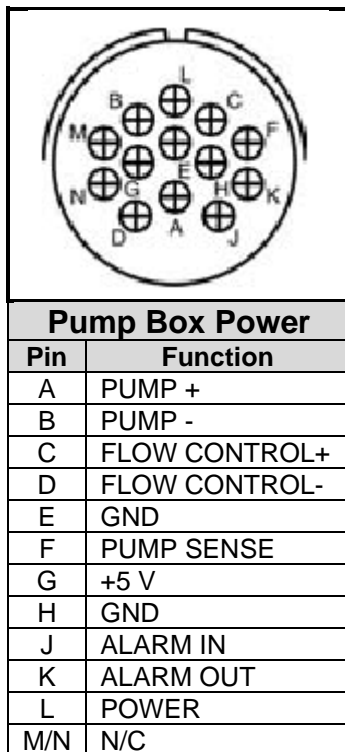 L
B C
M F
E
N G H K
D A J
Pump Box Power
Pin Function
A PUMP +
B PUMP -
C FLOW CONTROL+
D FLOW CONTROL-
E GND
F PUMP SENSE
G +5 V
H GND
J ALARM IN
K ALARM OUT
L POWER
M/N N/C